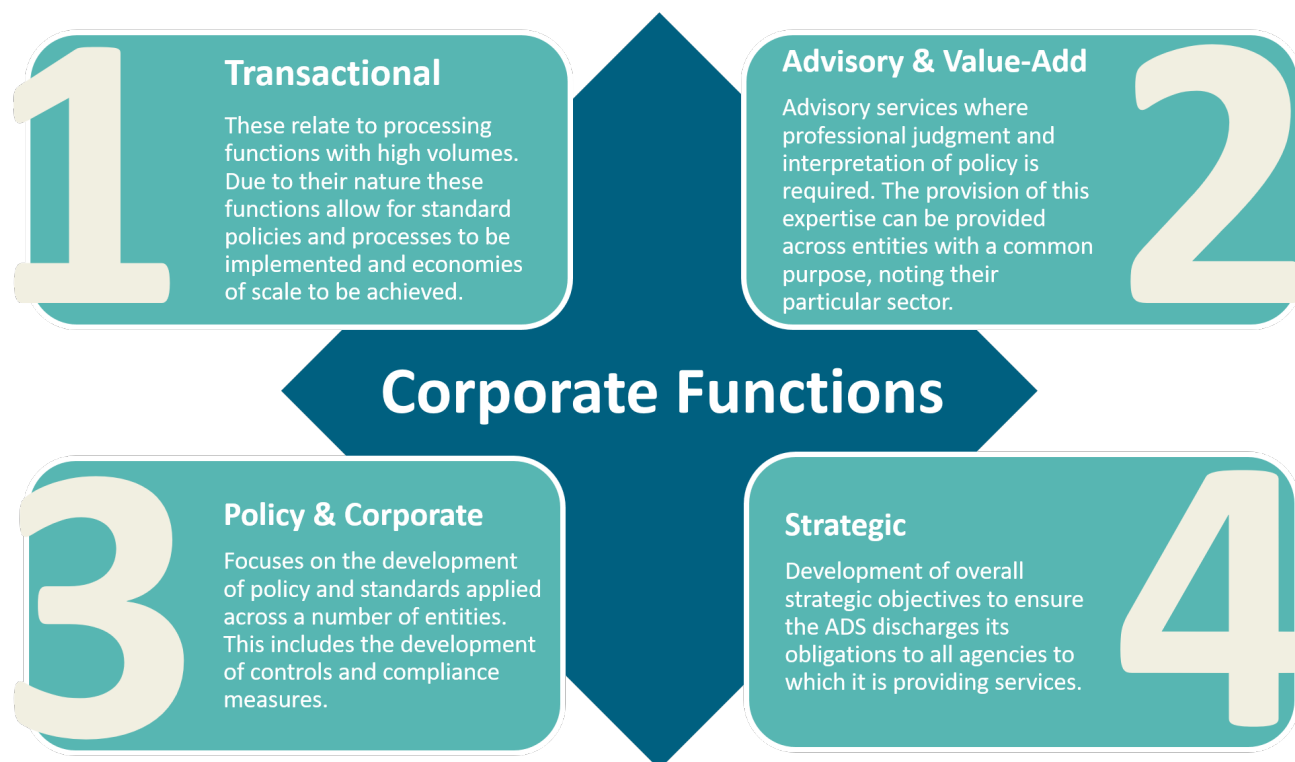 1
Transactional
These relate to processing
functions with high volumes.
Due to their nature these
functions allow for standard
policies and processes to be
implemented and economies
of scale to be achieved.
2
Advisory & Value-Add
Advisory services where
professional judgment and
interpretation of policy is
required. The provision of this
expertise can be provided
across entities with a common
purpose, noting their
particular sector.
Corporate Functions
3
Policy & Corporate
Focuses on the development
of policy and standards applied
across a number of entities.
This includes the development
of controls and compliance
measures.
4
Strategic
Development of overall
strategic objectives to ensure
the ADS discharges its
obligations to all agencies to
which it is providing services.